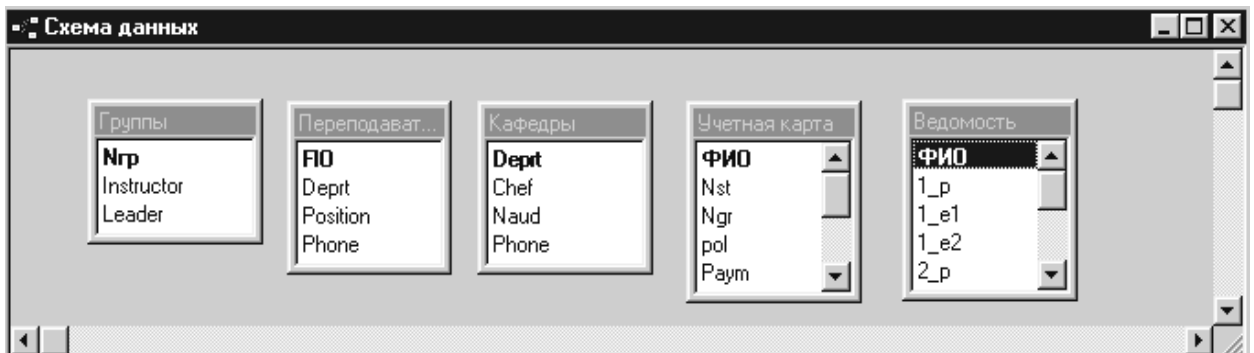 Схема данных
Группы
Nгр
Instructor
Leader
Переподават...
FIO
Deprt
Position
Phone
Кафедры
Deprt
Chef
Naud
Phone
Учетная карта
ФИО
Nst
Ngr
pol
Paym
Ведомость
ФИО
1_p
1_e1
1_e2
2_p